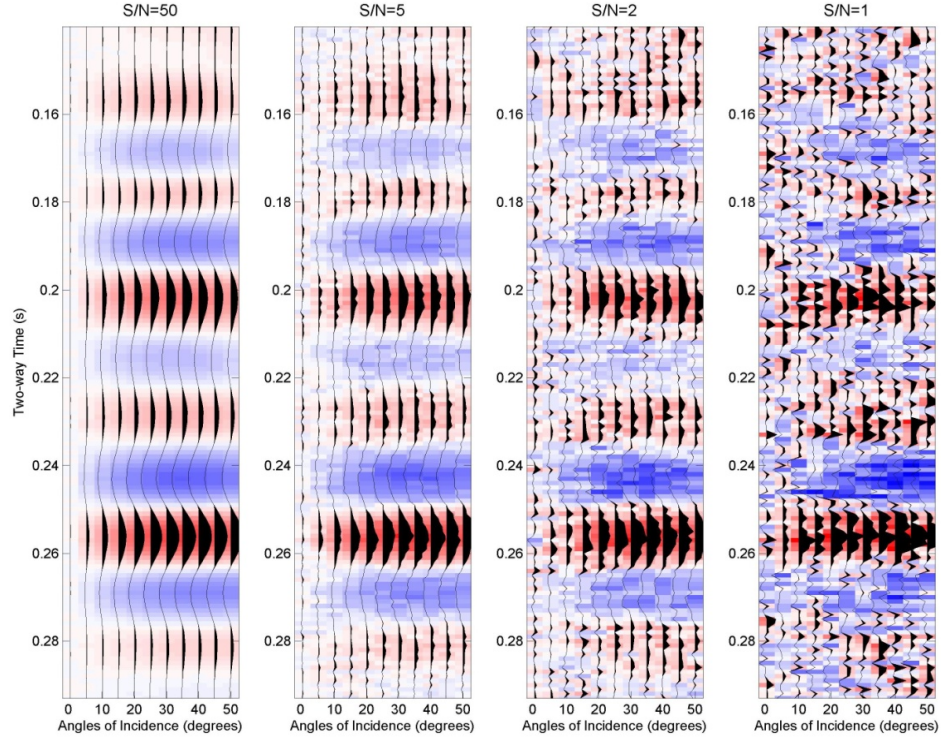 S/N=50 S/N=5 S/N=2 S/N=1
0.16 0.16 0.16 0.16
0.18 0.18 0.18 0.18
0.2 0.2 0.2 0.2
Two-way Time (s)
0.22 0.22 0.22 0.22
0.24 0.24 0.24 0.24
0.26 0.26 0.26 0.26
0.28 0.28 0.28 0.28
0 10 20 30 40 50 0 10 20 30 40 50 0 10 20 30 40 50 0 10 20 30 40 50
Angles of Incidence (degrees) Angles of Incidence (degrees) Angles of Incidence (degrees) Angles of Incidence (degrees)